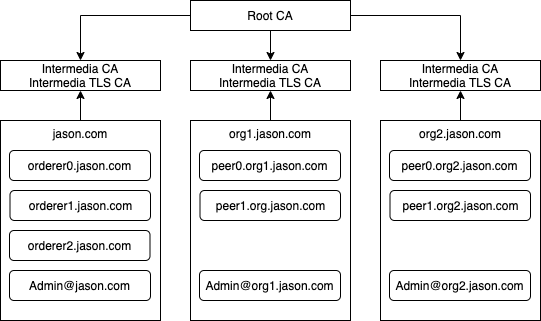 Root CA
Intermedia CA
Intermedia TLS CA
Intermedia CA
Intermedia TLS CA
Intermedia CA
Intermedia TLS CA
jason.com
orderer0.jason.com
orderer1.jason.com
orderer2.jason.com
Admin@jason.com
org1.jason.com
peer0.org1.jason.com
peer1.org.jason.com
Admin@org1.jason.com
org2.jason.com
peer0.org2.jason.com
peer1.org2.jason.com
Admin@org2.jason.com